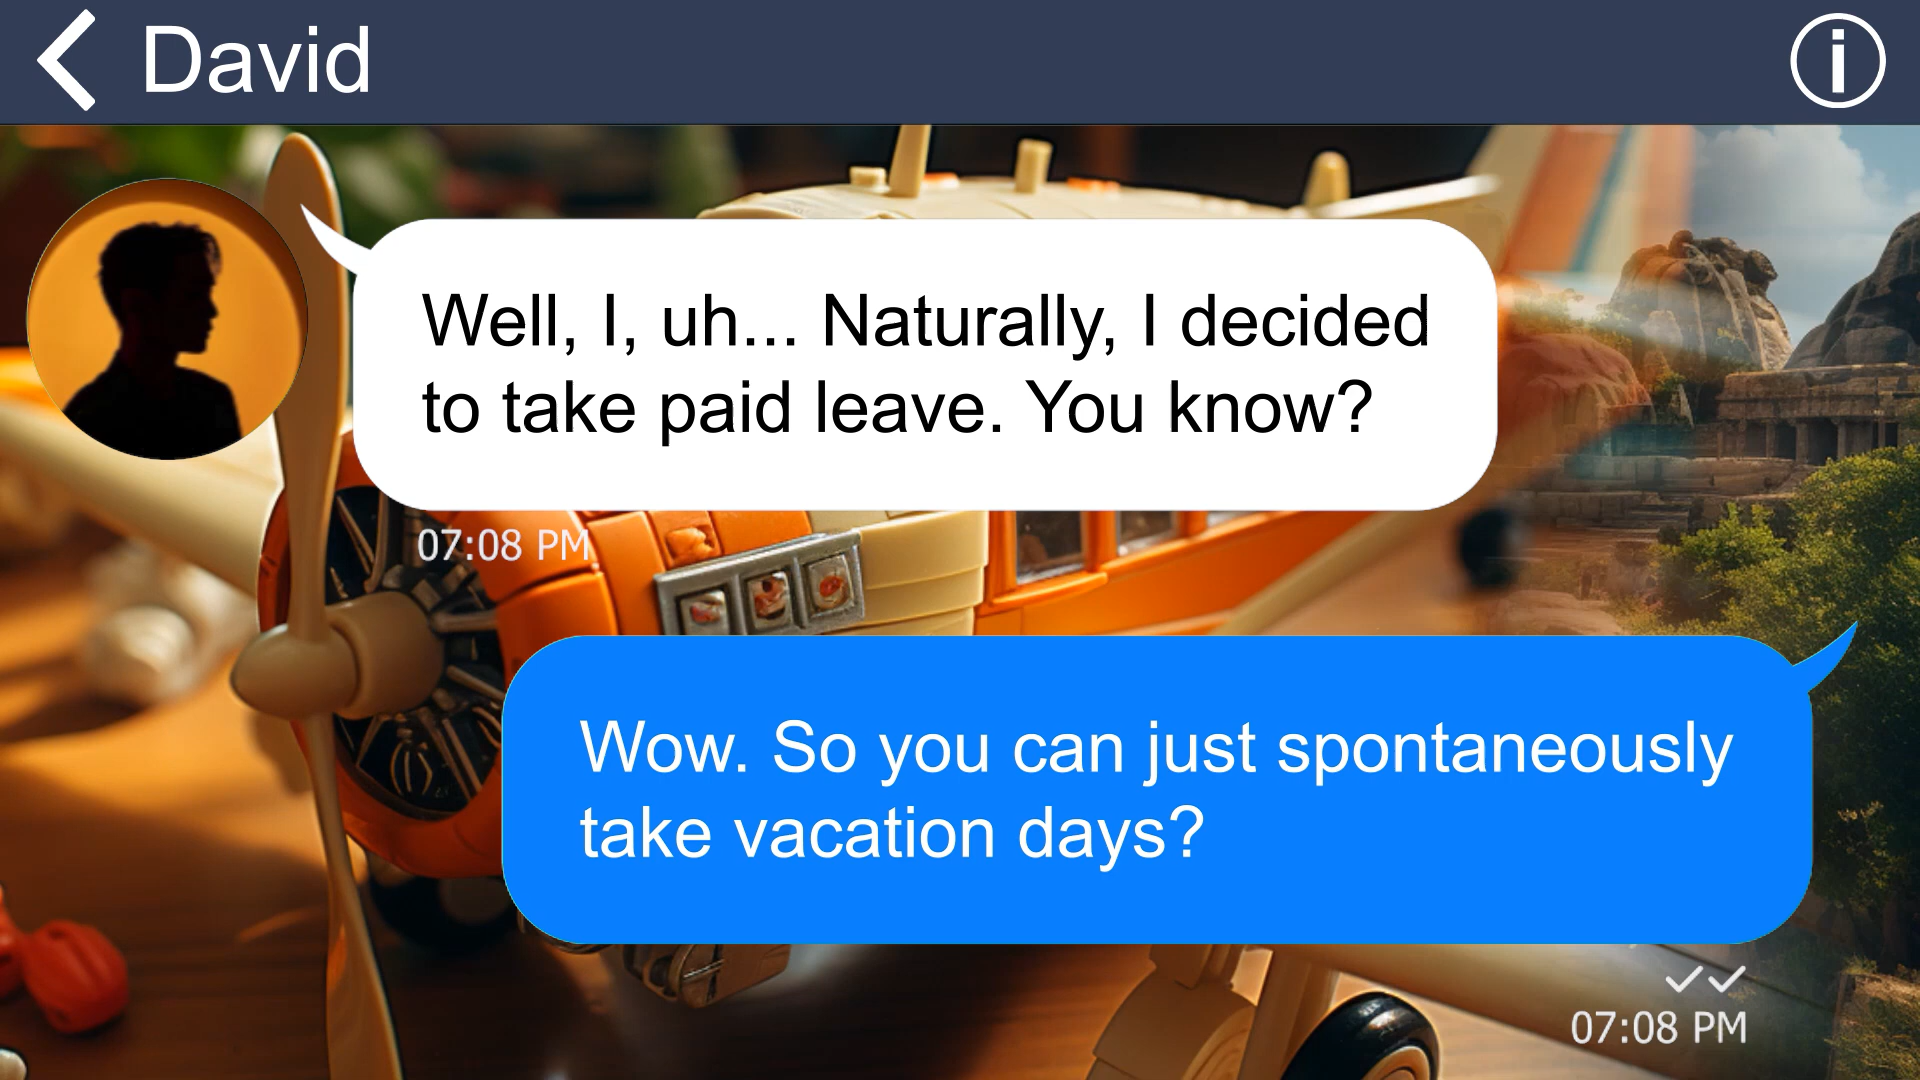 David
Well, I, uh... Naturally, I decided
to take paid leave. You know?
07:08 PM
Wow. So you can just spontaneously
take vacation days?
07:08 PM